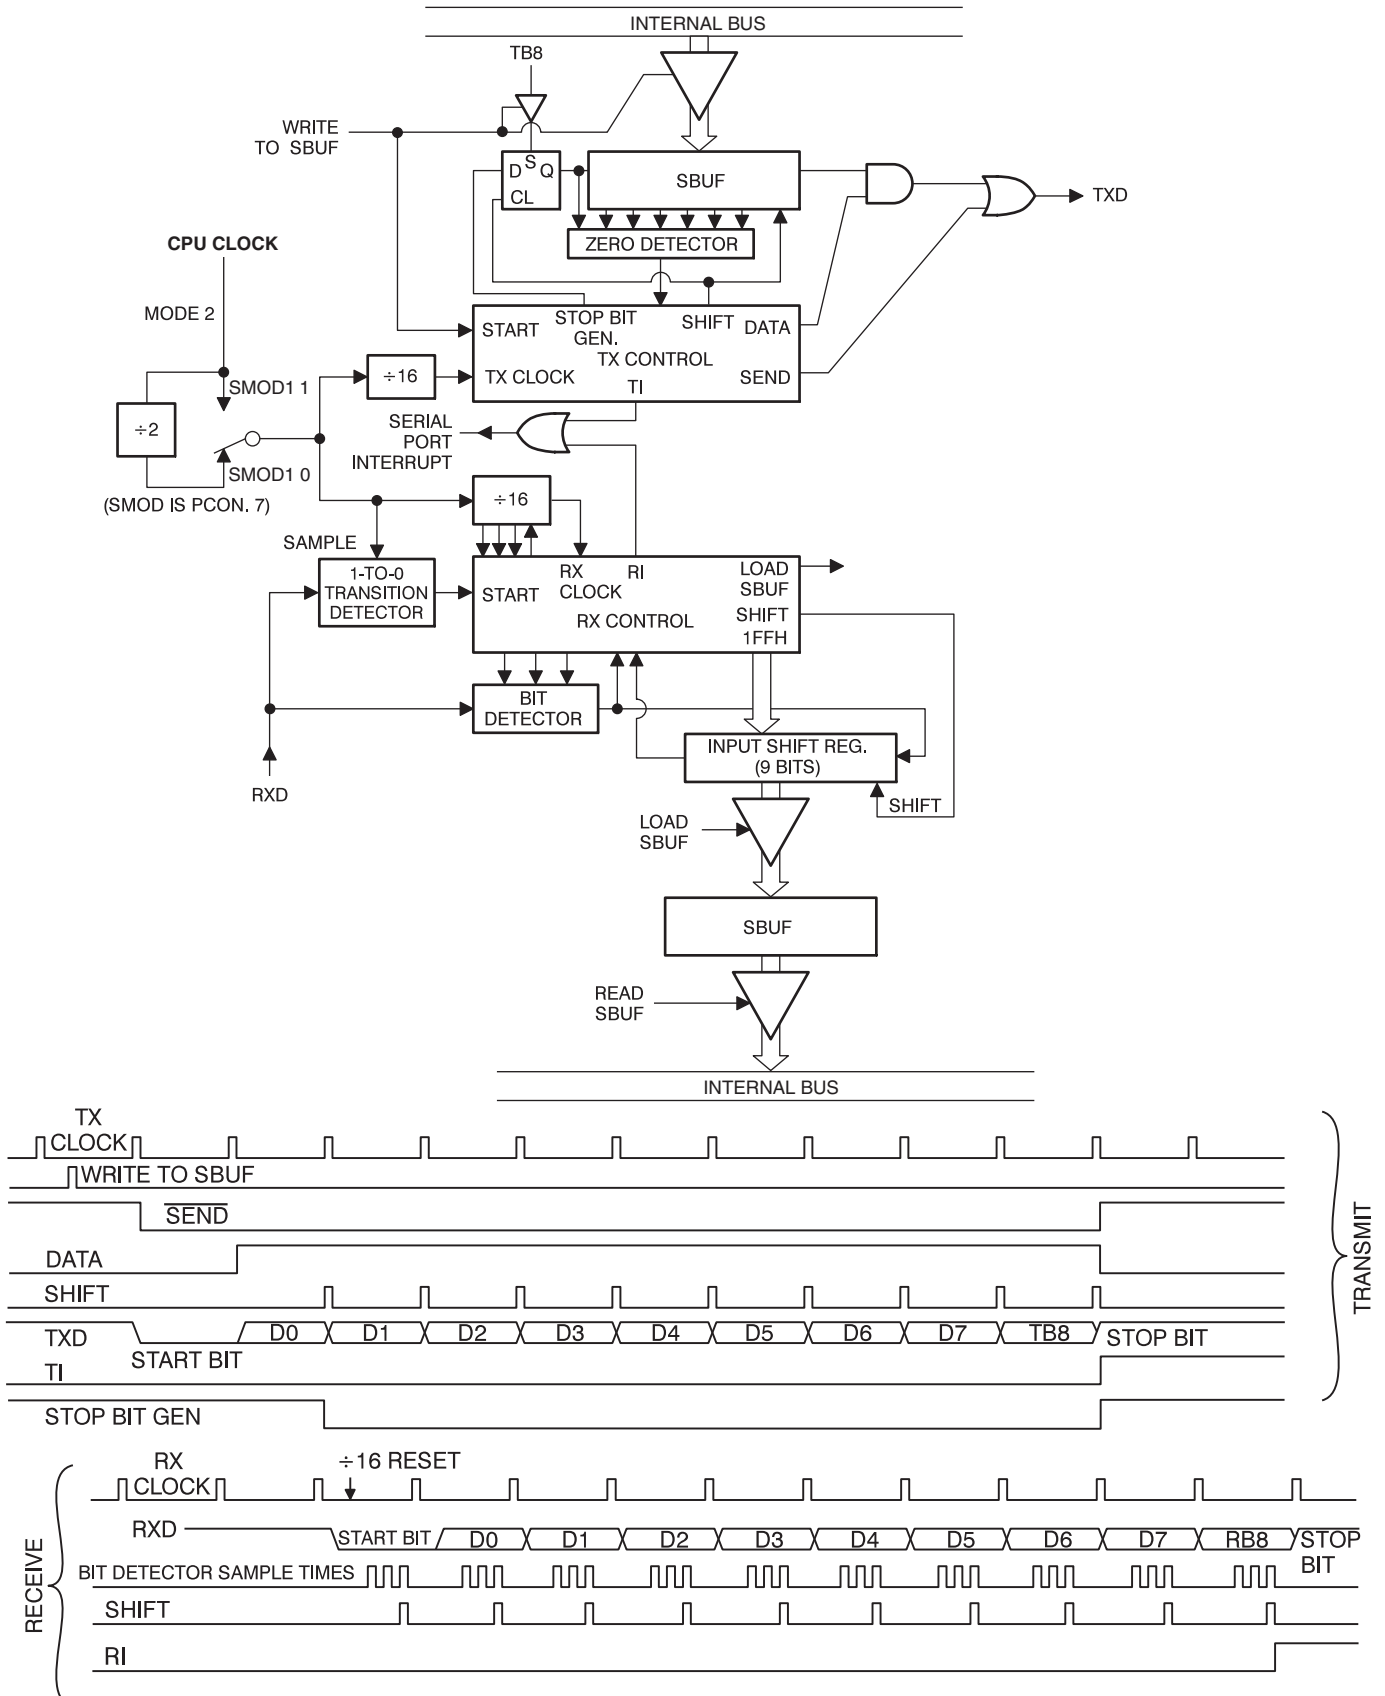 INTERNAL BUS
TB8
WRITE
TO SBUF
D S Q
CL
SBUF
TXD
ZERO DETECTOR
CPU CLOCK
MODE 2
START
STOP BIT
GEN.
SHIFT
DATA
TX CONTROL
TX CLOCK
TI
SEND
÷16
SMOD1 1
÷2
SMOD1 0
(SMOD IS PCON. 7)
SERIAL
PORT
INTERRUPT
÷16
SAMPLE
1-TO-0
TRANSITION
DETECTOR
START
RX
CLOCK
RI
LOAD
SBUF
SHIFT
RX CONTROL
1FFH
BIT
DETECTOR
INPUT SHIFT REG.
(9 BITS)
RXD
SHIFT
LOAD
SBUF
SBUF
READ
SBUF
INTERNAL BUS
TX
CLOCK
WRITE TO SBUF
SEND
DATA
SHIFT
TXD
START BIT
D0 D1 D2 D3 D4 D5 D6 D7 TB8 STOP BIT
TI
STOP BIT GEN
TRANSMIT
RX
CLOCK
÷16 RESET
RXD
START BIT D0 D1 D2 D3 D4 D5 D6 D7 RB8 STOP
BIT
BIT DETECTOR SAMPLE TIMES
SHIFT
RI
RECEIVE